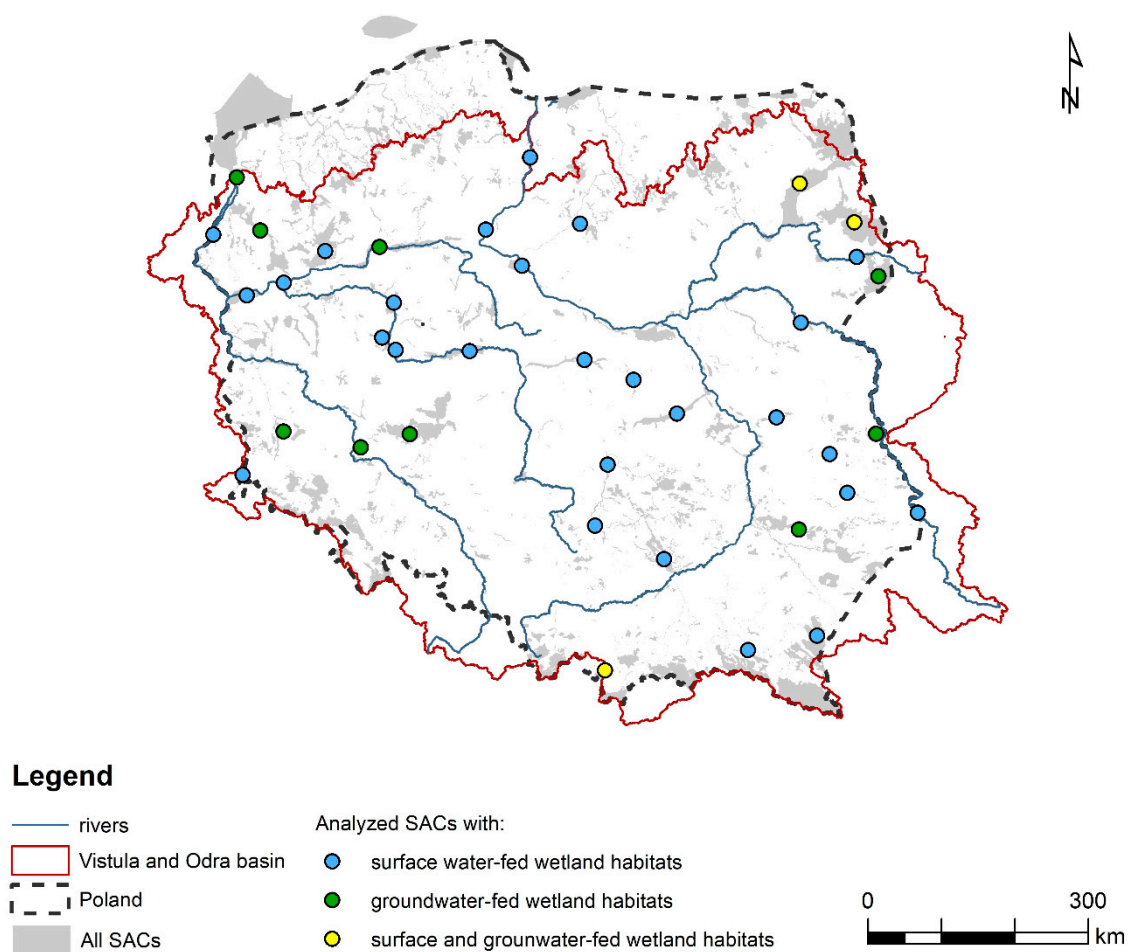 N
Legend
rivers
Vistula and Odra basin
Poland
All SACs
Analyzed SACs with:
surface water-fed wetland habitats
groundwater-fed wetland habitats
surface and grounwater-fed wetland habitats
0 300
km